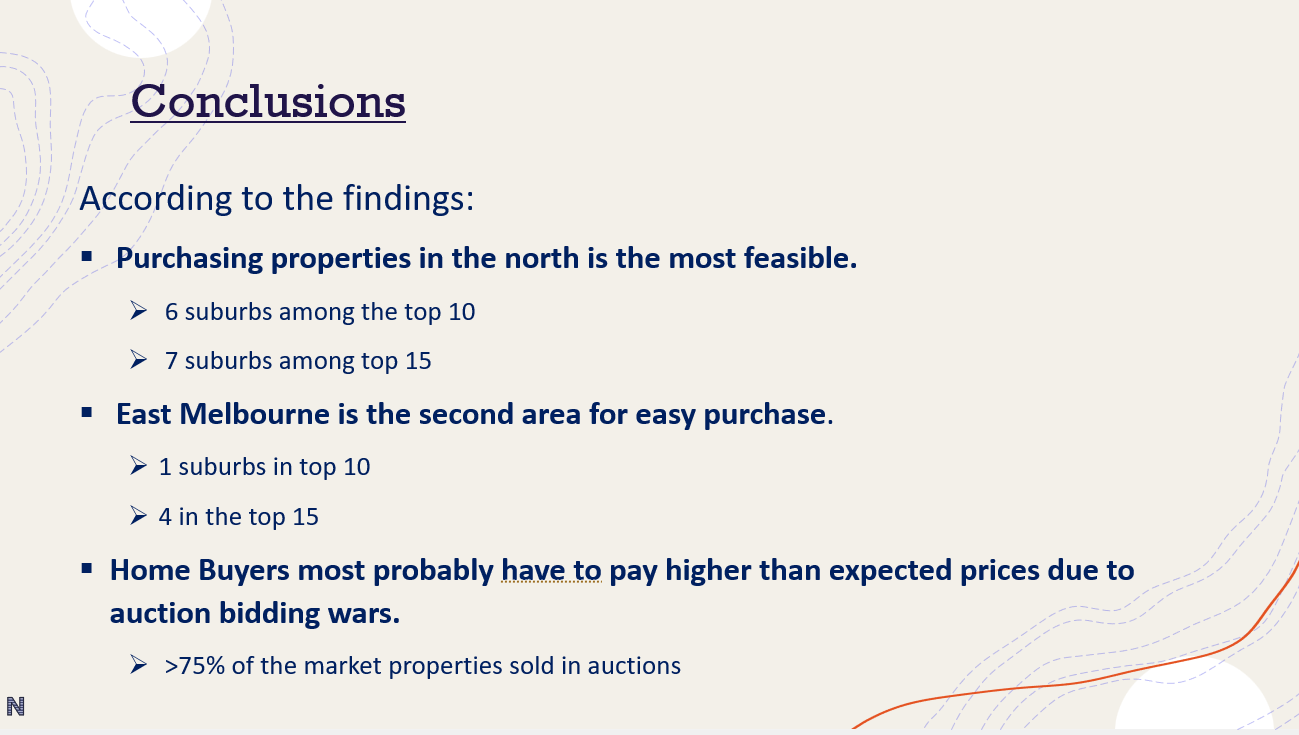 Conclusions
According to the findings:
▪ Purchasing properties in the north is the most feasible.
➢ 6 suburbs among the top 10
➢ 7 suburbs among top 15
▪ East Melbourne is the second area for easy purchase.
➢ 1 suburbs in top 10
➢ 4 in the top 15
▪ Home Buyers most probably have to pay higher than expected prices due to
auction bidding wars.
➢ >75% of the market properties sold in auctions
N